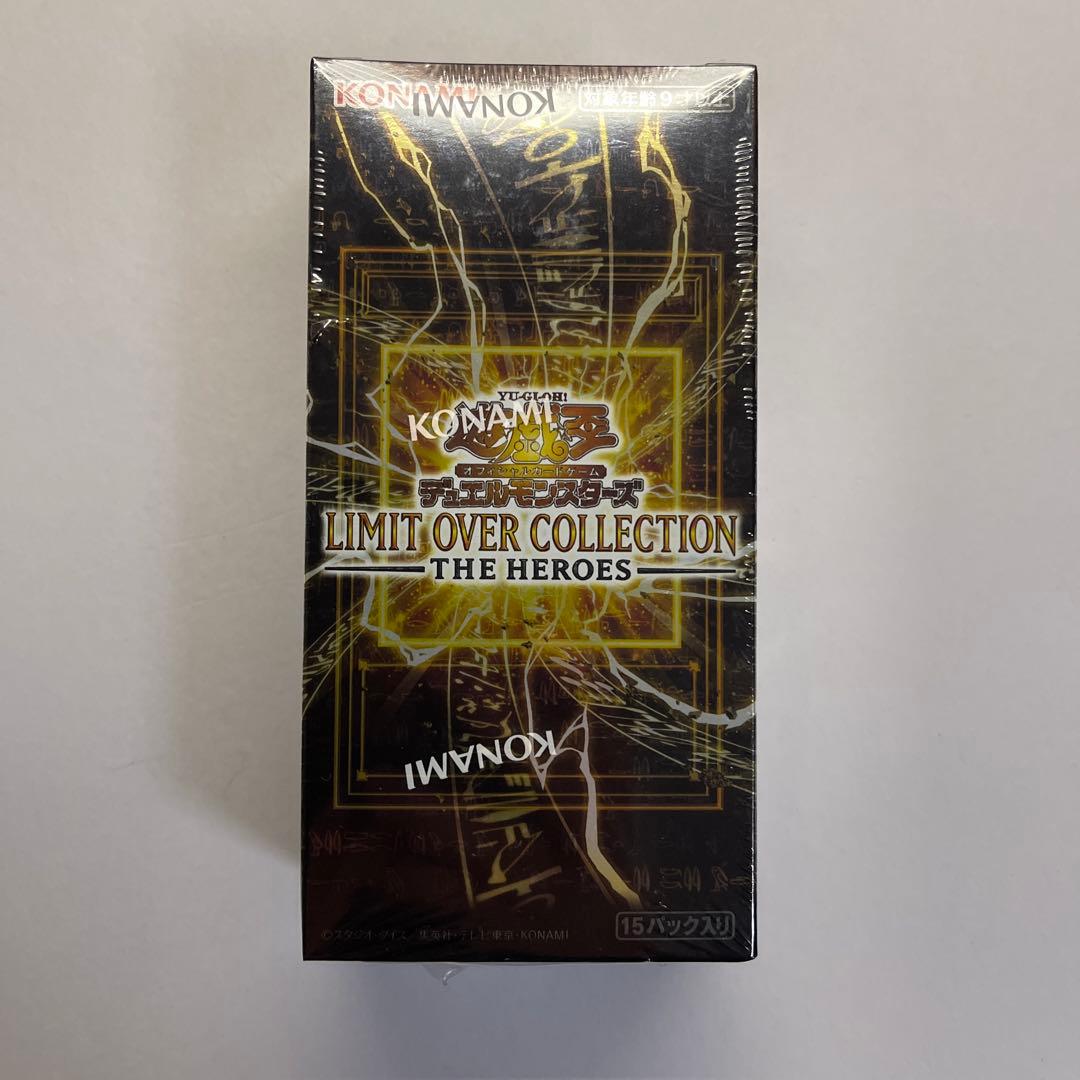 KONAMI
KONAMI
対象年齢9才以上
YU-GI-OH!
遊戯王
KONAMI
オフィシャルカードゲーム
デュエルモンスターズ
LIMIT OVER COLLECTION
THE HEROES
KONAMI
15パック入り
©スタジオ・ダイス/集英社・テレビ東京・KONAMI